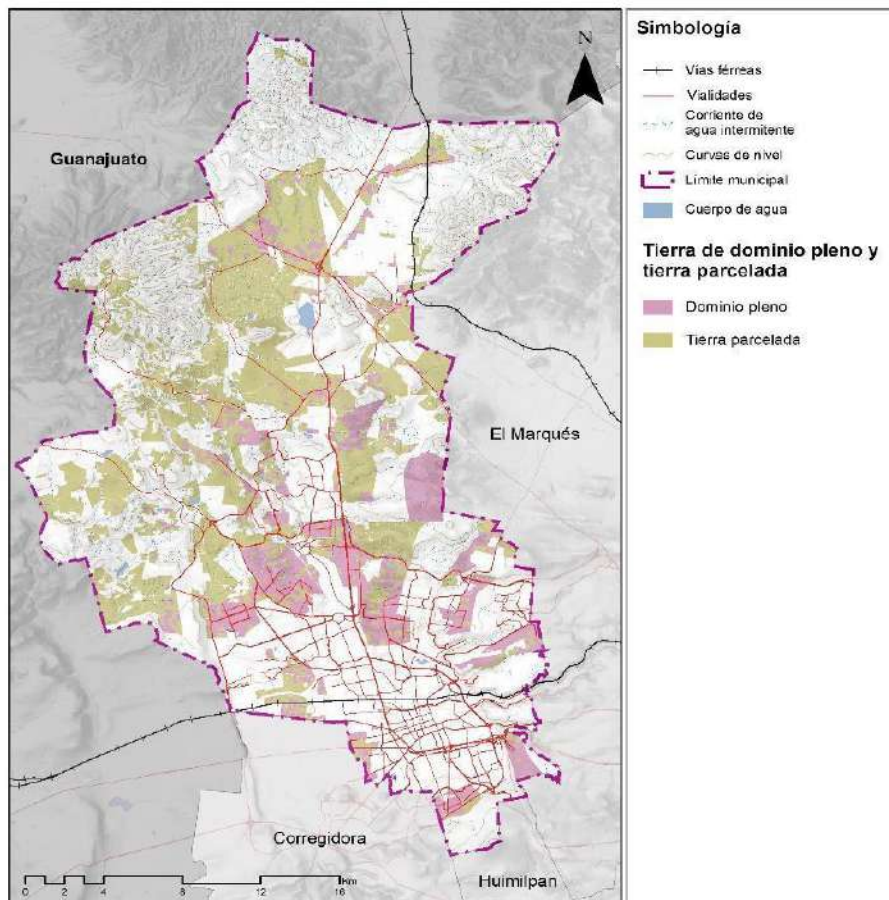 N
Guanajuato
El Marqués
Corregidora
Huimilpan
0 2 4 8 12 16 Km
Simbología
Vías férreas
Vialidades
Corriente de
agua intermitente
Curvas de nivel
Límite municipal
Cuerpo de agua
Tierra de dominio pleno y
tierra parcelada
Dominio pleno
Tierra parcelada